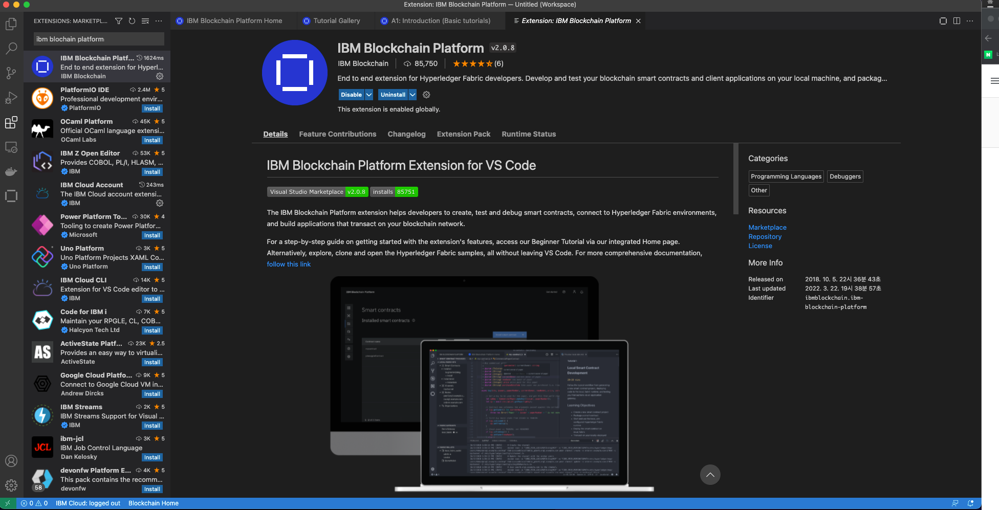 Extension: IBM Blockchain Platform — Untitled (Workspace)
EXTENSIONS: MARKETPL...
ibm blochain platform
IBM Blockchain Platf... 1624ms
End to end extension for Hyperl...
IBM Blockchain
PlatformIO IDE 2.4M ★ 5
Professional development envir...
PlatformIO Install
OCaml Platform 45K ★ 5
Official OCaml language extensi...
OCaml Labs Install
IBM Z Open Editor 53K ★ 5
Provides COBOL, PL/I, HLASM, ...
IBM Install
IBM Cloud Account 243ms
The IBM Cloud account extensi...
IBM
Power Platform To... 30K ★ 4
Tooling to create Power Platfor...
Microsoft Install
Uno Platform 3K ★ 5
Uno Platform Projects XAML Co...
Uno Platform Install
IBM Cloud CLI 14K ★ 5
Extension for VS Code editor to ...
IBM Install
Code for IBM i 7K ★ 5
Maintain your RPGLE, CL, COB...
Halcyon Tech Ltd Install
AS
ActiveState Platf... 23K ★ 2.5
Provides an easy way to virtuali...
ActiveState Install
Google Cloud Platfo... 9K ★ 5
Connect to Google Cloud VM in...
Andrew Dircks Install
IBM Streams 2K ★ 5
IBM Streams Support for Visual ...
IBM Install
JCL
ibm-jcl 3K ★ 5
IBM Job Control Language
Dan Kelosky Install
devonfw Platform E... 4K ★ 5
This pack contains the recomm...
devonfw Install
58
IBM Blockchain Platform Home
Tutorial Gallery
A1: Introduction (Basic tutorials)
Extension: IBM Blockchain Platform
IBM Blockchain Platform v2.0.8
IBM Blockchain 85,750 (6)
End to end extension for Hyperledger Fabric developers. Develop and test your blockchain smart contracts and client applications on your local machine, and packag...
Disable Uninstall
This extension is enabled globally.
Details Feature Contributions Changelog Extension Pack Runtime Status
IBM Blockchain Platform Extension for VS Code
Visual Studio Marketplace v2.0.8 installs 85751
The IBM Blockchain Platform extension helps developers to create, test and debug smart contracts, connect to Hyperledger Fabric environments,
and build applications that transact on your blockchain network.
For a step-by-step guide on getting started with the extension's features, access our Beginner Tutorial via our integrated Home page.
Alternatively, explore, clone and open the Hyperledger Fabric samples, all without leaving VS Code. For more comprehensive documentation,
follow this link
IBM Blockchain Platform
Get started
Smart contracts
Installed smart contracts
Local Smart Contract
Development
Learning Objectives
Categories
Programming Languages Debuggers
Other
Resources
Marketplace
Repository
License
More Info
Released on 2018. 10. 5. 22시 36분 43초
Last updated 2022. 3. 22. 19시 38분 57초
Identifier ibmblockchain.ibm-
blockchain-platform
0 0 IBM Cloud: logged out Blockchain Home
N